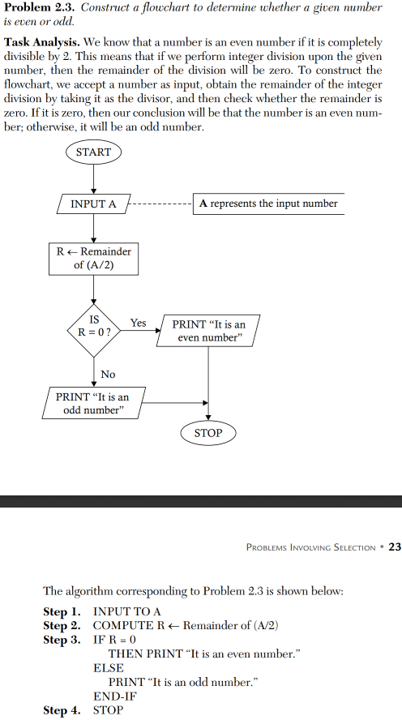 Problem 2.3. Construct a flowchart to determine whether a given number
is even or odd.
Task Analysis. We know that a number is an even number if it is completely
divisible by 2. This means that if we perform integer division upon the given
number, then the remainder of the division will be zero. To construct the
flowchart, we accept a number as input, obtain the remainder of the integer
division by taking it as the divisor, and then check whether the remainder is
zero. If it is zero, then our conclusion will be that the number is an even num-
ber; otherwise, it will be an odd number.
START
INPUT A
A represents the input number
R ← Remainder
of (A/2)
IS
R = 0 ?
Yes
PRINT “It is an
even number”
No
PRINT “It is an
odd number”
STOP
Problems Involving Selection • 23
The algorithm corresponding to Problem 2.3 is shown below:
Step 1. INPUT TO A
Step 2. COMPUTE R ← Remainder of (A/2)
Step 3. IF R = 0
THEN PRINT “It is an even number.”
ELSE
PRINT “It is an odd number.”
END-IF
Step 4. STOP